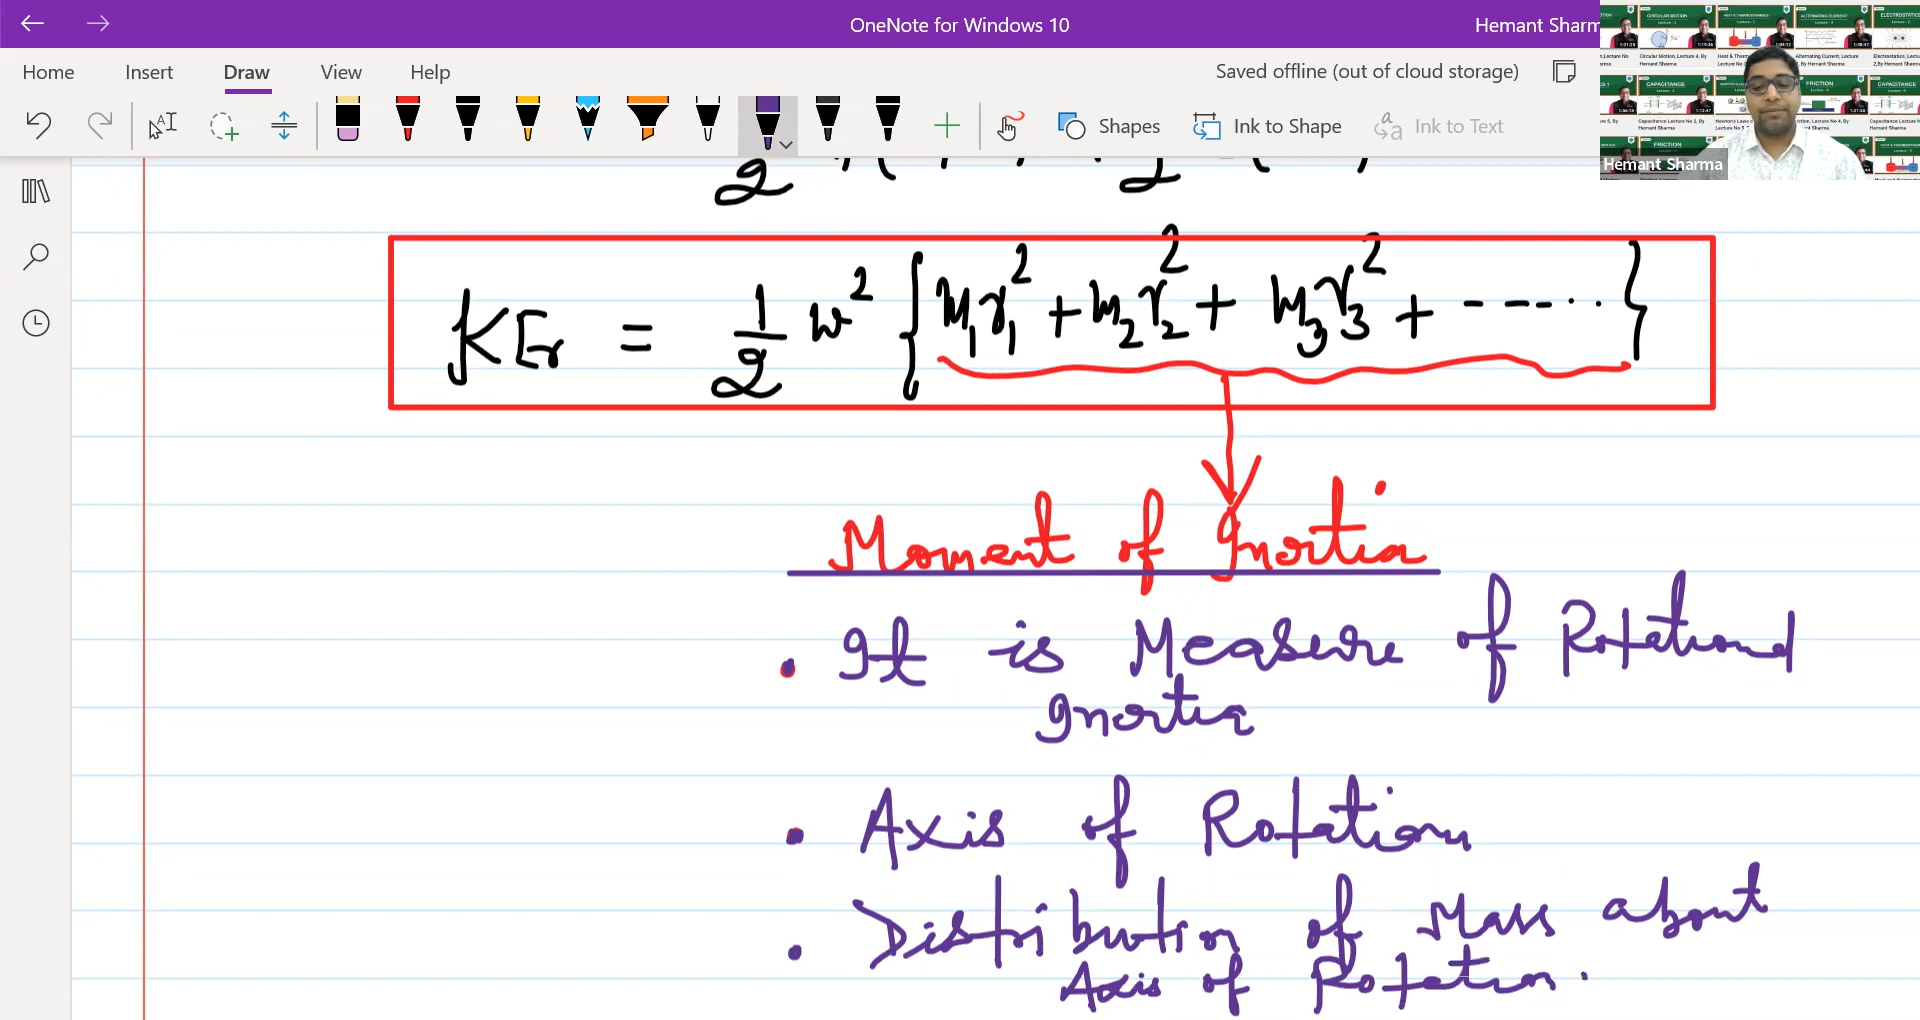 OneNote for Windows 10
Hemant Sharm
Home Insert Draw View Help
Saved offline (out of cloud storage)
Shapes Ink to Shape Ink to Text
Hemant Sharma
2 2
KEr = 1/2 w² { m₁r₁² + m₂r₂² + m₃r₃² + ------ }
Moment of Inertia
• It is Measure of Rotational
Inertia
• Axis of Rotation
• Distribution of Mass about
Axis of Rotation.